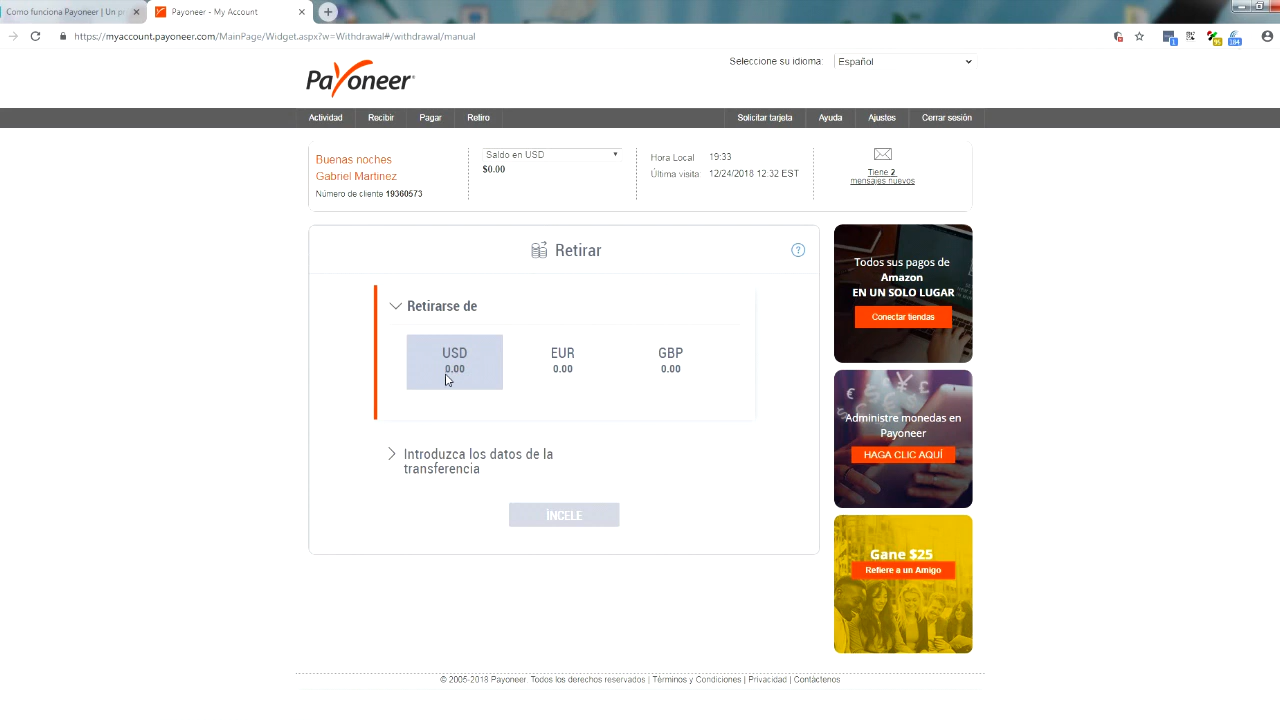 Como funciona Payoneer | Un pr
Payoneer - My Account
https://myaccount.payoneer.com/MainPage/Widget.aspx?w=Withdrawal#/withdrawal/manual
1
95
184
Payoneer
Seleccione su idioma:
Español
Actividad
Recibir
Pagar
Retiro
Solicitar tarjeta
Ayuda
Ajustes
Cerrar sesión
Buenas noches
Gabriel Martinez
Número de cliente 19360573
Saldo en USD
$0.00
Hora Local 19:33
Última visita 12/24/2018 12.32 EST
Tiene 2
mensajes nuevos
Retirar
?
Retirarse de
USD
0.00
EUR
0.00
GBP
0.00
Introduzca los datos de la
transferencia
İNCELE
Todos sus pagos de
Amazon
EN UN SOLO LUGAR
Conectar tiendas
Administre monedas en
Payoneer
HAGA CLIC AQUÍ
Gane $25
Refiere a un Amigo
© 2005-2018 Payoneer. Todos los derechos reservados | Términos y Condiciones | Privacidad | Contáctenos